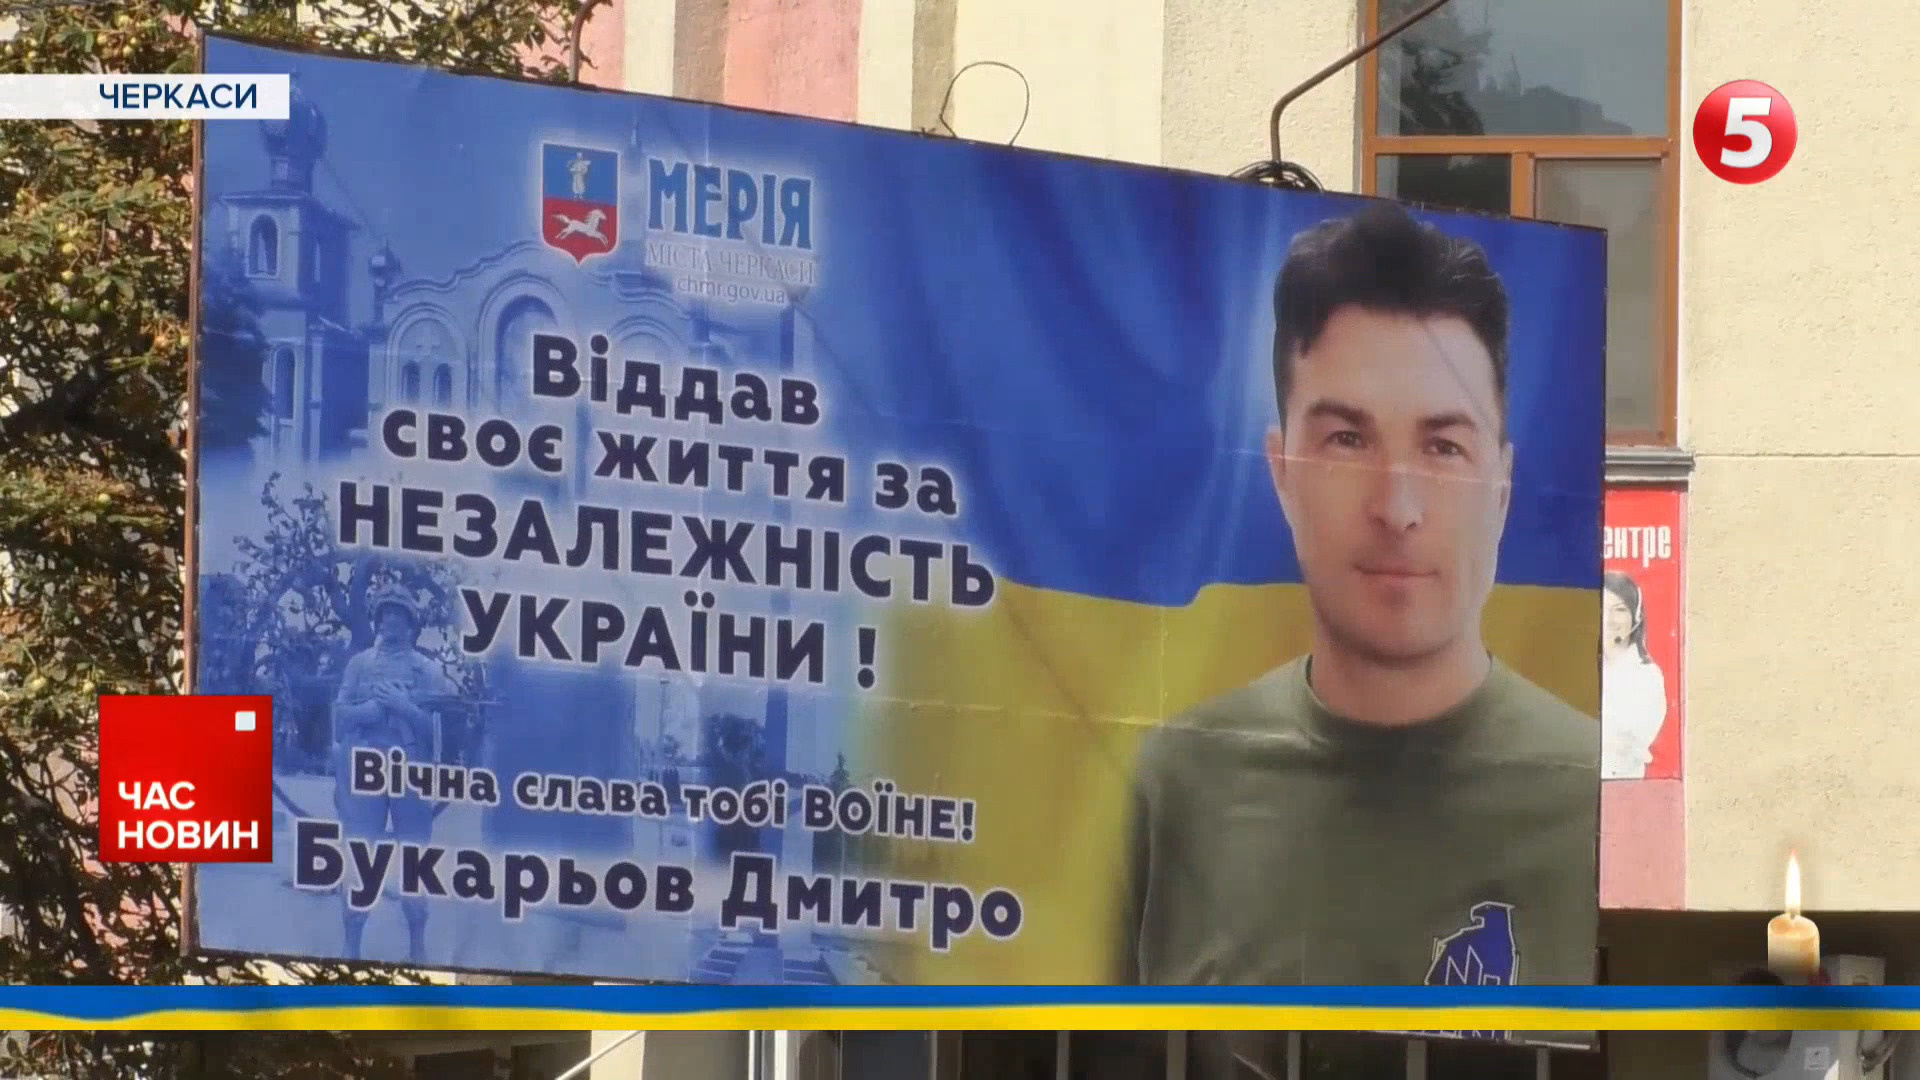 ЧЕРКАСИ
5
МЕРІЯ
МІСТА ЧЕРКАСИ
chmr.gov.ua
Віддав
своє життя за
НЕЗАЛЕЖНІСТЬ
УКРАЇНИ !
ентре
Вічна слава тобі ВОЇНЕ!
Букарьов Дмитро
ЧАС
НОВИН